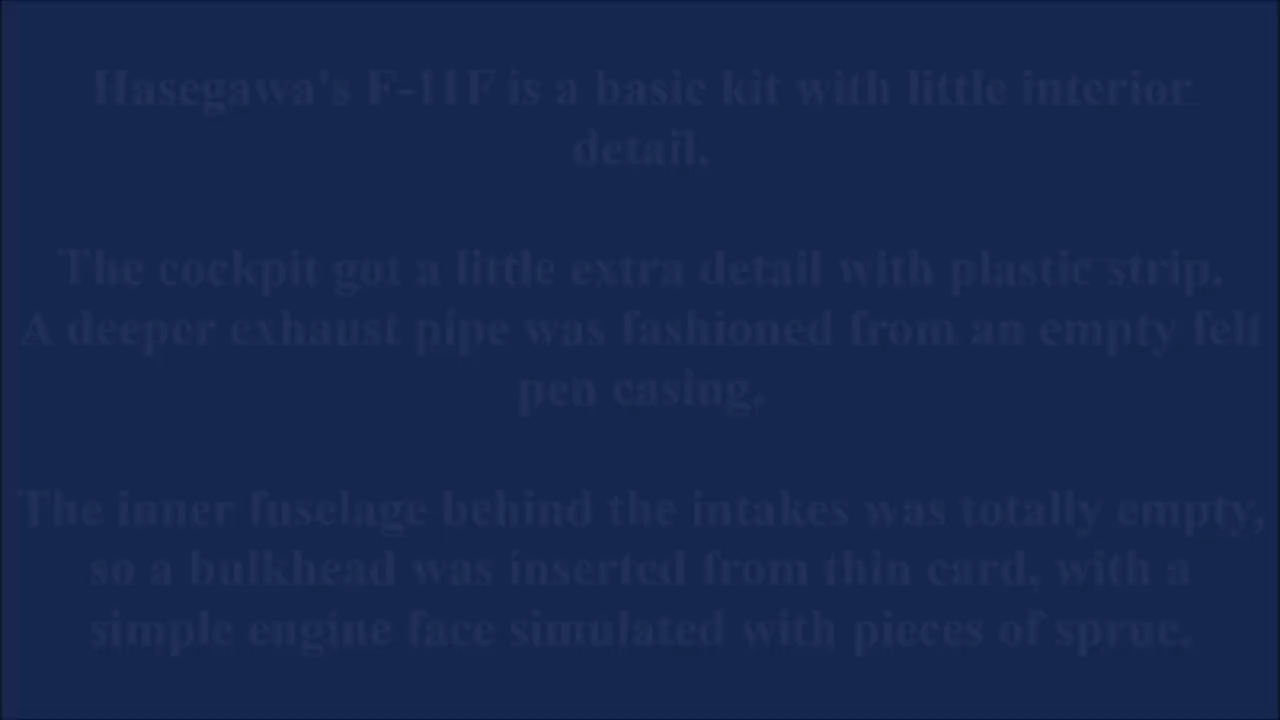 Hasegawa's F-11F is a basic kit with little interior
detail.
The cockpit got a little extra detail with plastic strip.
A deeper exhaust pipe was fashioned from an empty felt
pen casing.
The inner fuselage behind the intakes was totally empty,
so a bulkhead was inserted from thin card, with a
simple engine face simulated with pieces of sprue.